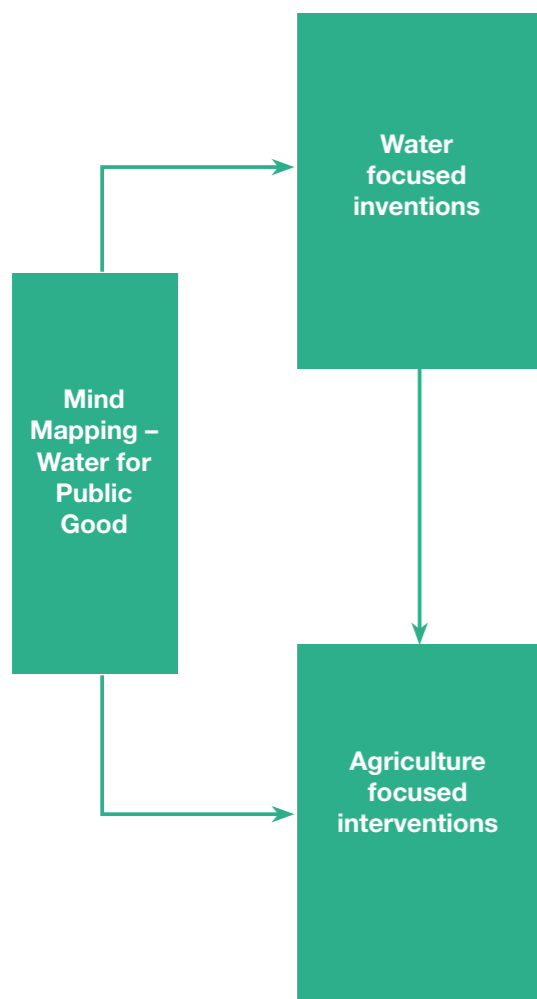 Water
focused
inventions
Mind
Mapping –
Water for
Public
Good
Agriculture
focused
interventions